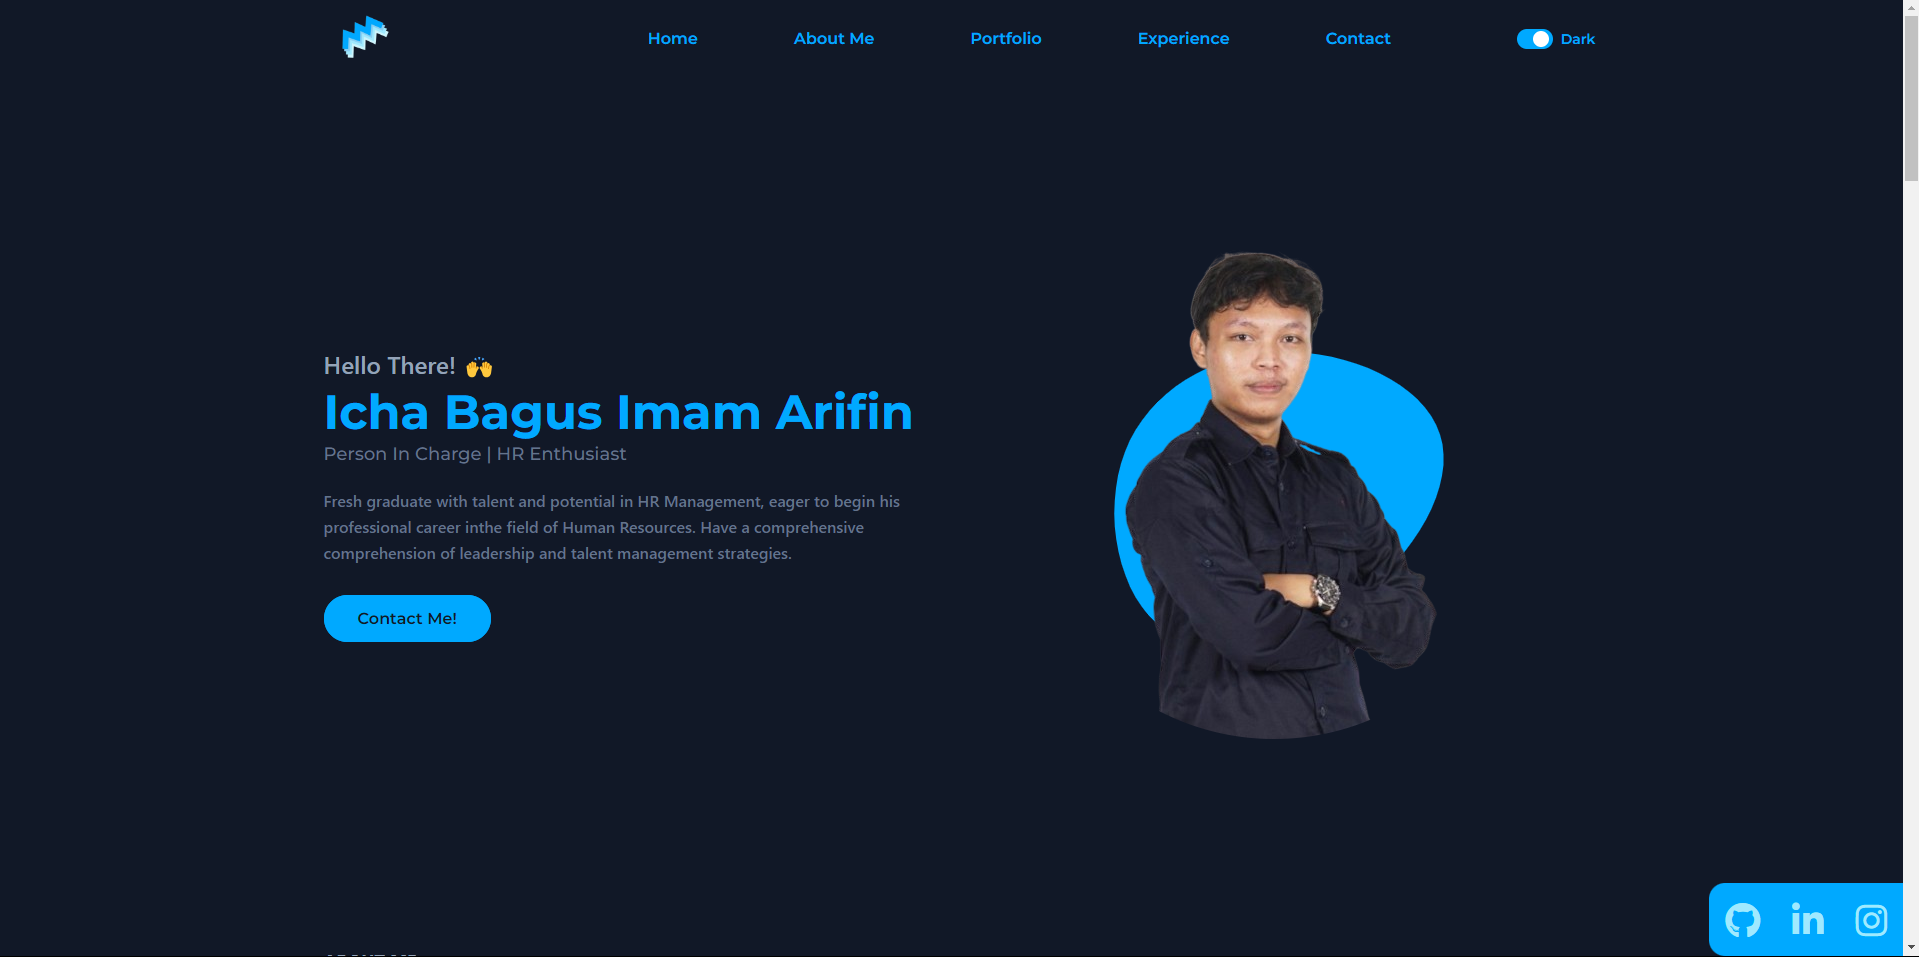 Home
About Me
Portfolio
Experience
Contact
Dark
Hello There! 🙌
Icha Bagus Imam Arifin
Person In Charge | HR Enthusiast
Fresh graduate with talent and potential in HR Management, eager to begin his
professional career inthe field of Human Resources. Have a comprehensive
comprehension of leadership and talent management strategies.
Contact Me!
in